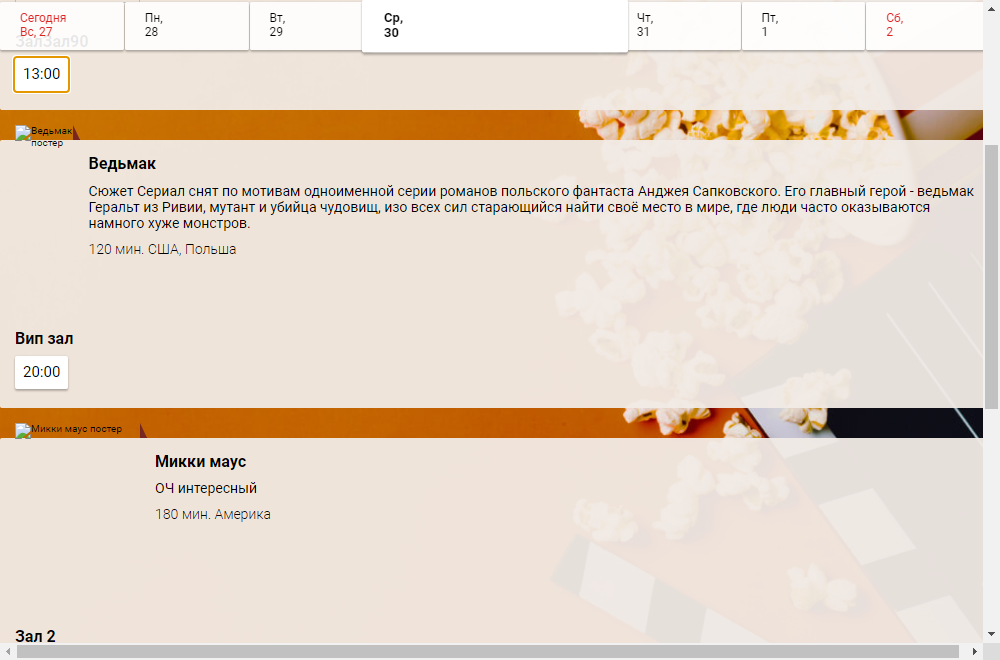 Сегодня
Вс, 27
Пн,
28
Вт,
29
Ср,
30
Чт,
31
Пт,
1
Сб,
2
ЗалЗал90
13:00
Ведьмак
постер
Ведьмак
Сюжет Сериал снят по мотивам одноименной серии романов польского фантаста Анджея Сапковского. Его главный герой - ведьмак
Геральт из Ривии, мутант и убийца чудовищ, изо всех сил старающийся найти своё место в мире, где люди часто оказываются
намного хуже монстров.
120 мин. США, Польша
Вип зал
20:00
Микки маус постер
Микки маус
ОЧ интересный
180 мин. Америка
Зал 2